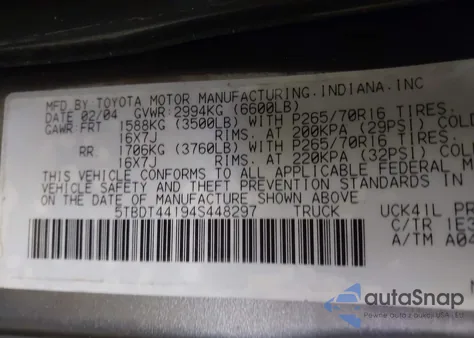 MFD.BY TOYOTA MOTOR MANUFACTURING.INDIANA.INC
DATE 02/04 GVWR:2994KG (6600LB)
GAWR:FRT 1588KG (3500LB) WITH P265/70R16 TIRES.
16X7J RIMS. AT 200KPA (29PSI) COLD
RR 1706KG (3760LB) WITH P265/70R16 TIRES.
16X7J RIMS. AT 220KPA (32PSI) COLD
THIS VEHICLE CONFORMS TO ALL APPLICABLE FEDERAL M
VEHICLE SAFETY AND THEFT PREVENTION STANDARDS IN
ON THE DATE OF MANUFACTURE SHOWN ABOVE
5TBDT44194S448297 TRUCK UCK41L PR
C/TR 1E3
A/TM A04
autoSnap